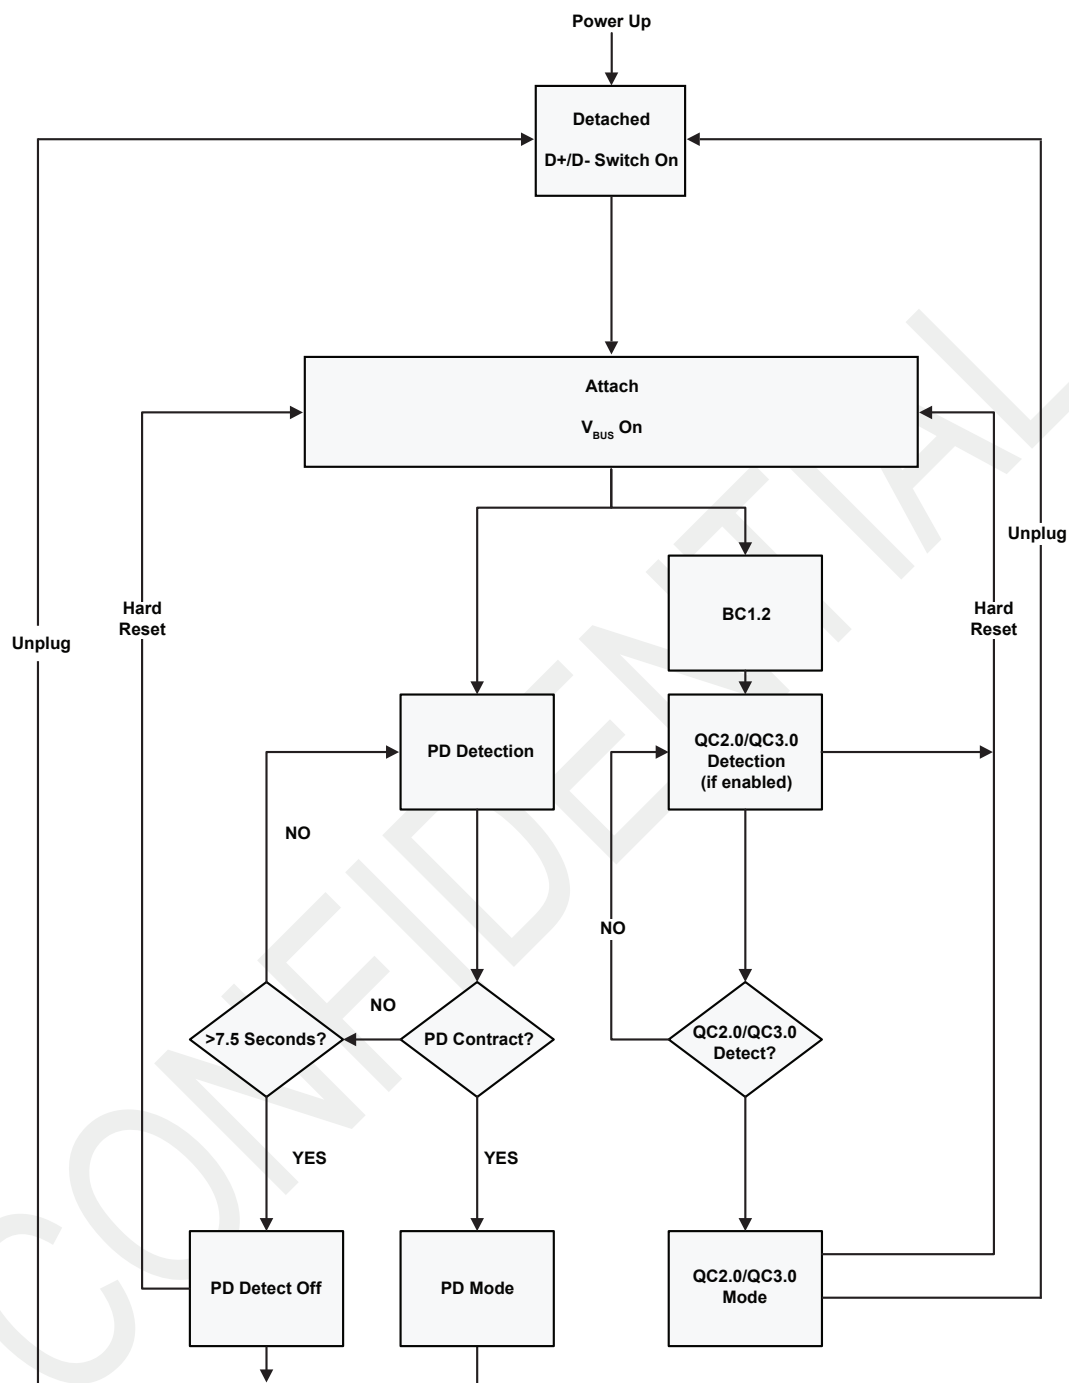 Power Up
Detached
D+/D- Switch On
Attach
VBUS On
Unplug
BC1.2
Hard
Reset
Hard
Reset
Unplug
PD Detection
QC2.0/QC3.0
Detection
(if enabled)
NO
NO
NO
>7.5 Seconds?
PD Contract?
QC2.0/QC3.0
Detect?
YES
YES
PD Detect Off
PD Mode
QC2.0/QC3.0
Mode
CONFIDENTIAL